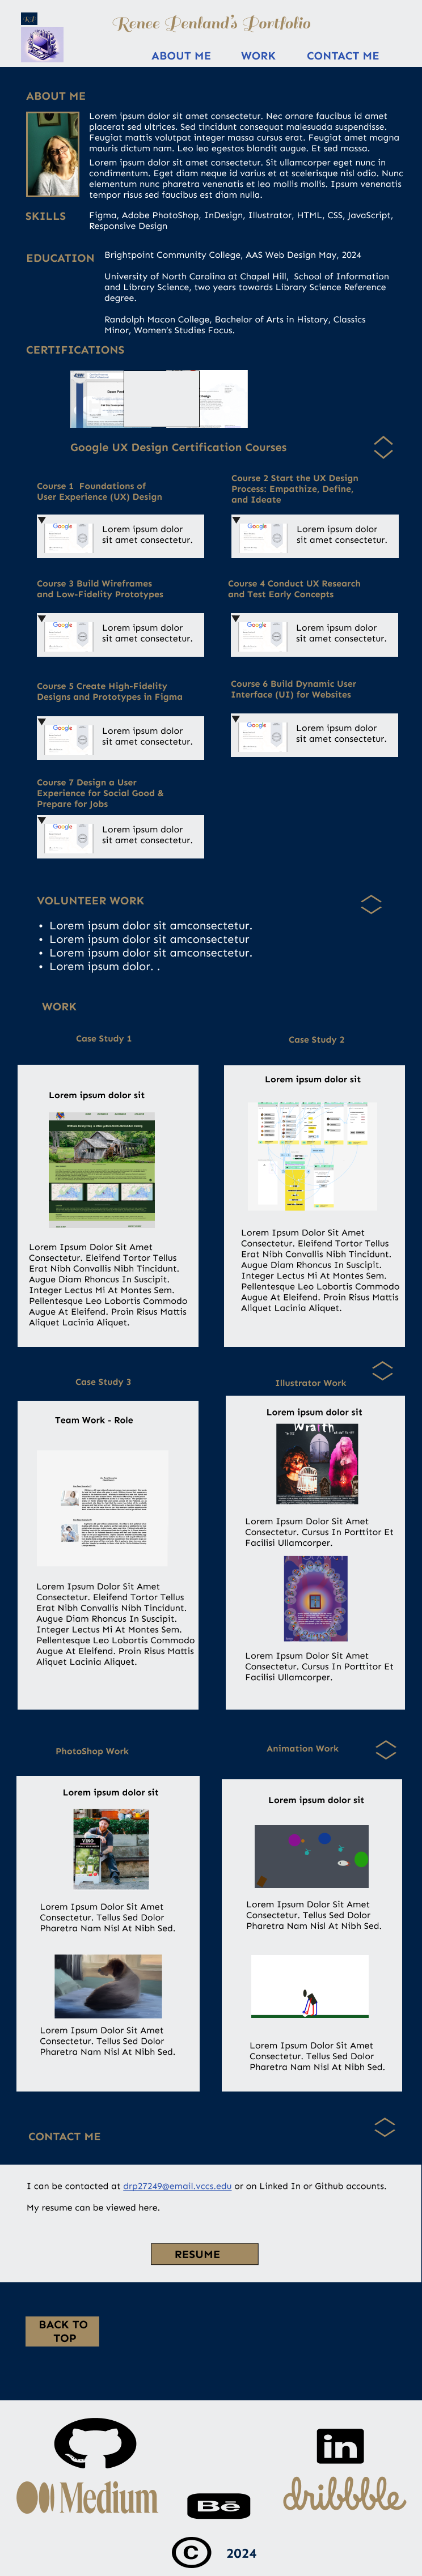 Renee Penland's Portfolio
ABOUT ME WORK CONTACT ME
ABOUT ME
Lorem ipsum dolor sit amet consectetur. Nec ornare faucibus id amet
placerat sed ultrices. Sed tincidunt consequat malesuada suspendisse.
Feugiat mattis volutpat integer massa cursus erat. Feugiat amet magna
mauris dictum nam. Leo leo egestas blandit augue. Et sed massa.
Lorem ipsum dolor sit amet consectetur. Sit ullamcorper eget nunc in
condimentum. Eget diam neque id varius et at scelerisque nisl odio. Nunc
elementum nunc pharetra venenatis et leo mollis mollis. Ipsum venenatis
tempor risus sed faucibus est diam nulla.
SKILLS
Figma, Adobe PhotoShop, InDesign, Illustrator, HTML, CSS, JavaScript,
Responsive Design
EDUCATION
Brightpoint Community College, AAS Web Design May, 2024
University of North Carolina at Chapel Hill, School of Information
and Library Science, two years towards Library Science Reference
degree.
Randolph Macon College, Bachelor of Arts in History, Classics
Minor, Women's Studies Focus.
CERTIFICATIONS
Google UX Design Certification Courses
Course 1 Foundations of
User Experience (UX) Design
Google
Lorem ipsum dolor
sit amet consectetur.
Course 2 Start the UX Design
Process: Empathize, Define,
and Ideate
Google
Lorem ipsum dolor
sit amet consectetur.
Course 3 Build Wireframes
and Low-Fidelity Prototypes
Google
Lorem ipsum dolor
sit amet consectetur.
Course 4 Conduct UX Research
and Test Early Concepts
Google
Lorem ipsum dolor
sit amet consectetur.
Course 5 Create High-Fidelity
Designs and Prototypes in Figma
Google
Lorem ipsum dolor
sit amet consectetur.
Course 6 Build Dynamic User
Interface (UI) for Websites
Google
Lorem ipsum dolor
sit amet consectetur.
Course 7 Design a User
Experience for Social Good &
Prepare for Jobs
Google
Lorem ipsum dolor
sit amet consectetur.
VOLUNTEER WORK
• Lorem ipsum dolor sit amconsectetur.
• Lorem ipsum dolor sit amconsectetur
• Lorem ipsum dolor sit amconsectetur.
• Lorem ipsum dolor. .
WORK
Case Study 1
Lorem ipsum dolor sit
Lorem Ipsum Dolor Sit Amet
Consectetur. Eleifend Tortor Tellus
Erat Nibh Convallis Nibh Tincidunt.
Augue Diam Rhoncus In Suscipit.
Integer Lectus Mi At Montes Sem.
Pellentesque Leo Lobortis Commodo
Augue At Eleifend. Proin Risus Mattis
Aliquet Lacinia Aliquet.
Case Study 2
Lorem ipsum dolor sit
Lorem Ipsum Dolor Sit Amet
Consectetur. Eleifend Tortor Tellus
Erat Nibh Convallis Nibh Tincidunt.
Augue Diam Rhoncus In Suscipit.
Integer Lectus Mi At Montes Sem.
Pellentesque Leo Lobortis Commodo
Augue At Eleifend. Proin Risus Mattis
Aliquet Lacinia Aliquet.
Case Study 3
Team Work - Role
Lorem Ipsum Dolor Sit Amet
Consectetur. Eleifend Tortor Tellus
Erat Nibh Convallis Nibh Tincidunt.
Augue Diam Rhoncus In Suscipit.
Integer Lectus Mi At Montes Sem.
Pellentesque Leo Lobortis Commodo
Augue At Eleifend. Proin Risus Mattis
Aliquet Lacinia Aliquet.
Illustrator Work
Lorem ipsum dolor sit
Wraith
Lorem Ipsum Dolor Sit Amet
Consectetur. Cursus In Porttitor Et
Facilisi Ullamcorper.
Lorem Ipsum Dolor Sit Amet
Consectetur. Cursus In Porttitor Et
Facilisi Ullamcorper.
PhotoShop Work
Lorem ipsum dolor sit
VINO
Lorem Ipsum Dolor Sit Amet
Consectetur. Tellus Sed Dolor
Pharetra Nam Nisl At Nibh Sed.
Lorem Ipsum Dolor Sit Amet
Consectetur. Tellus Sed Dolor
Pharetra Nam Nisl At Nibh Sed.
Animation Work
Lorem ipsum dolor sit
Lorem Ipsum Dolor Sit Amet
Consectetur. Tellus Sed Dolor
Pharetra Nam Nisl At Nibh Sed.
Lorem Ipsum Dolor Sit Amet
Consectetur. Tellus Sed Dolor
Pharetra Nam Nisl At Nibh Sed.
CONTACT ME
I can be contacted at drp27249@email.vccs.edu or on Linked In or Github accounts.
My resume can be viewed here.
RESUME
BACK TO
TOP
in
Medium
Bē
dribbble
© 2024